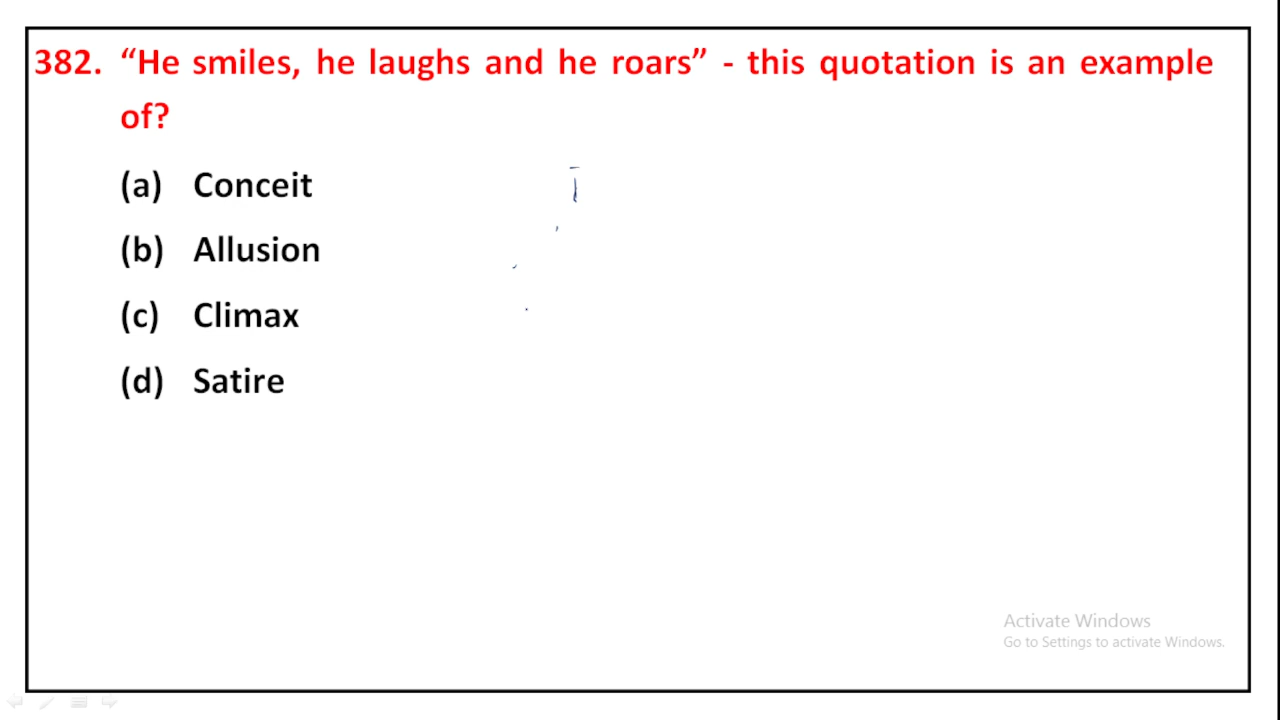 382. “He smiles, he laughs and he roars” - this quotation is an example
of?
(a) Conceit
(b) Allusion
(c) Climax
(d) Satire
Activate Windows
Go to Settings to activate Windows.